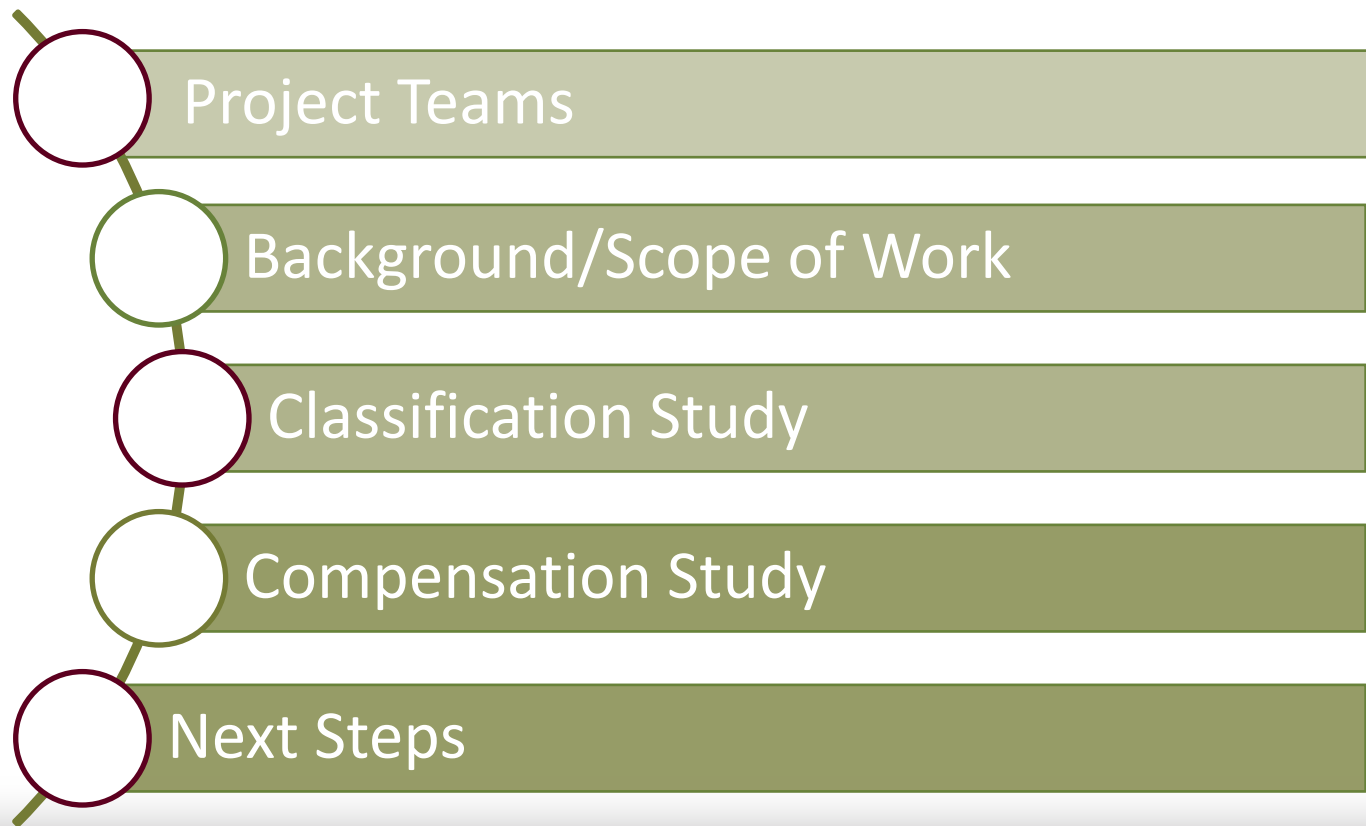 Project Teams
Background/Scope of Work
Classification Study
Compensation Study
Next Steps